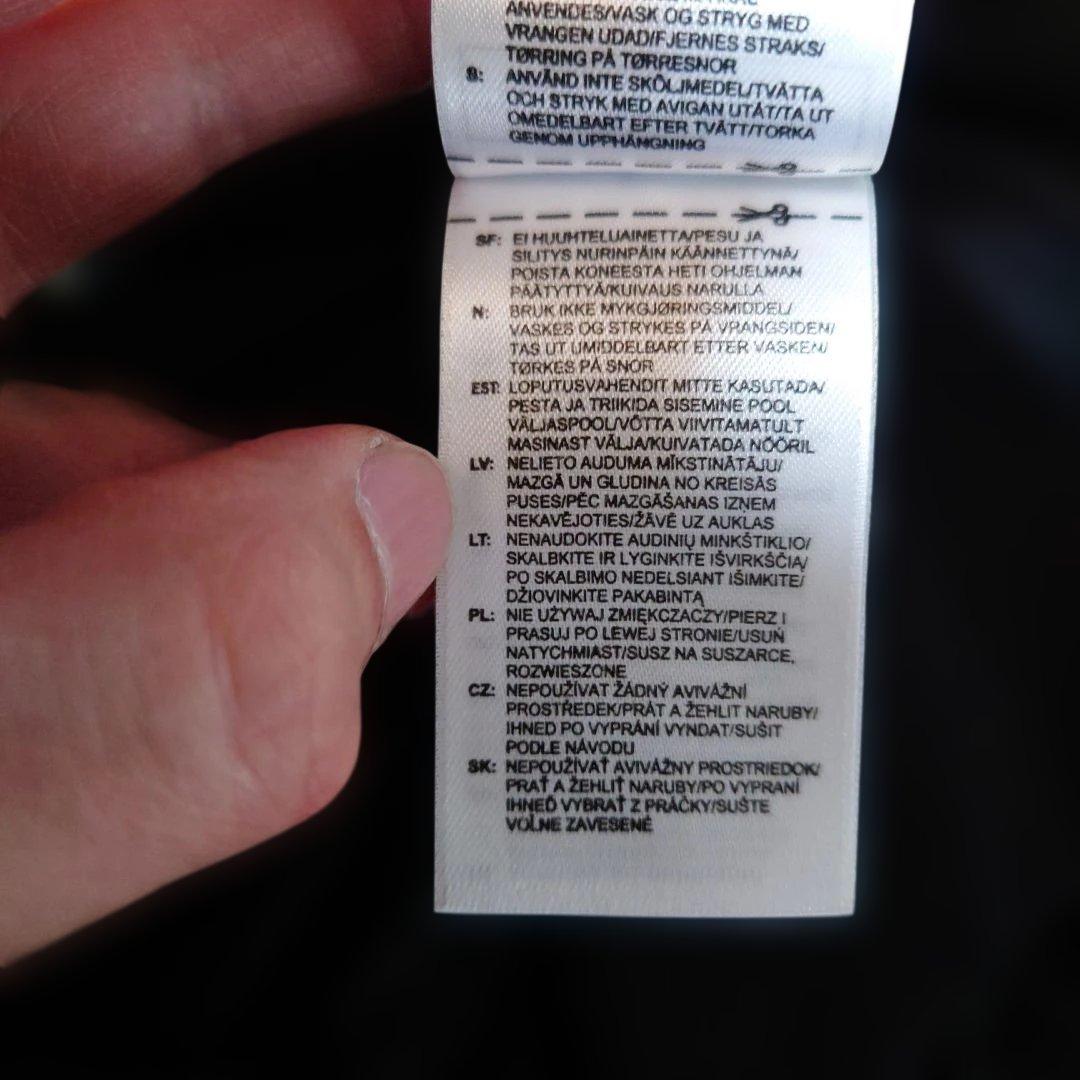 ANVENDES/VASK OG STRYG MED
VRANGEN UDAD/FJERNES STRAKS/
TØRRING PÅ TØRRESNOR
S: ANVÄND INTE SKÖLJMEDEL/TVÄTTA
OCH STRYK MED AVIGAN UTÅT/TA UT
OMEDELBART EFTER TVÄTT/TORKA
GENOM UPPHÄNGNING
SF: EI HUUHTELUAINETTA/PESU JA
SILITYS NURINPÄIN KÄÄNNETTYNÄ/
POISTA KONEESTA HETI OHJELMAN
PÄÄTYTTYÄ/KUIVAUS NARULLA
N: BRUK IKKE MYKGJØRINGSMIDDEL/
VASKES OG STRYKES PÅ VRANGSIDEN/
TAS UT UMIDDELBART ETTER VASKEN/
TØRKES PÅ SNOR
EST: LOPUTUSVAHENDIT MITTE KASUTADA/
PESTA JA TRIIKIDA SISEMINE POOL
VÄLJASPOOL/VÕTTA VIIVITAMATULT
MASINAST VÄLJA/KUIVATADA NÖÖRIL
LV: NELIETO AUDUMA MĪKSTINĀTĀJU/
MAZGĀ UN GLUDINA NO KREISĀS
PUSES/PĒC MAZGĀŠANAS IZŅEM
NEKAVĒJOTIES/ŽĀVĒ UZ AUKLAS
LT: NENAUDOKITE AUDINIŲ MINKŠTIKLIO/
SKALBKITE IR LYGINKITE IŠVIRKŠČIĄ/
PO SKALBIMO NEDELSIANT IŠIMKITE/
DŽIOVINKITE PAKABINTĄ
PL: NIE UŻYWAJ ZMIĘKCZACZY/PIERZ I
PRASUJ PO LEWEJ STRONIE/USUŃ
NATYCHMIAST/SUSZ NA SUSZARCE,
ROZWIESZONE
CZ: NEPOUŽÍVAT ŽÁDNÝ AVIVÁŽNÍ
PROSTŘEDEK/PRÁT A ŽEHLIT NARUBY/
IHNED PO VYPRÁNÍ VYNDAT/SUŠIT
PODLE NÁVODU
SK: NEPOUŽÍVAŤ AVIVÁŽNY PROSTRIEDOK/
PRAŤ A ŽEHLIŤ NARUBY/PO VYPRANÍ
IHNEĎ VYBRAŤ Z PRÁČKY/SUŠTE
VOĽNE ZAVESENÉ